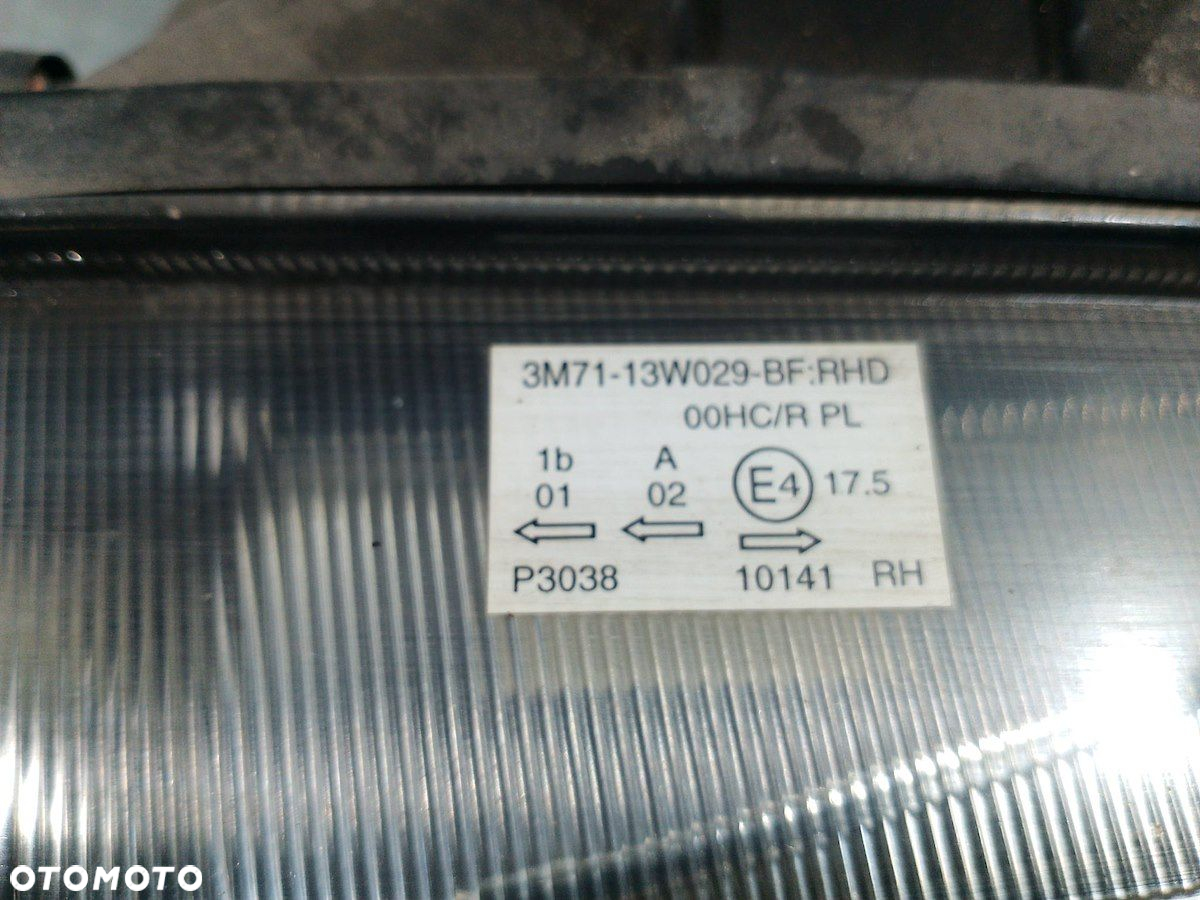 3M71-13W029-BF:RHD
00HC/R PL
1b A E4 17.5
01 02
P3038 10141 RH
OTOMOTO